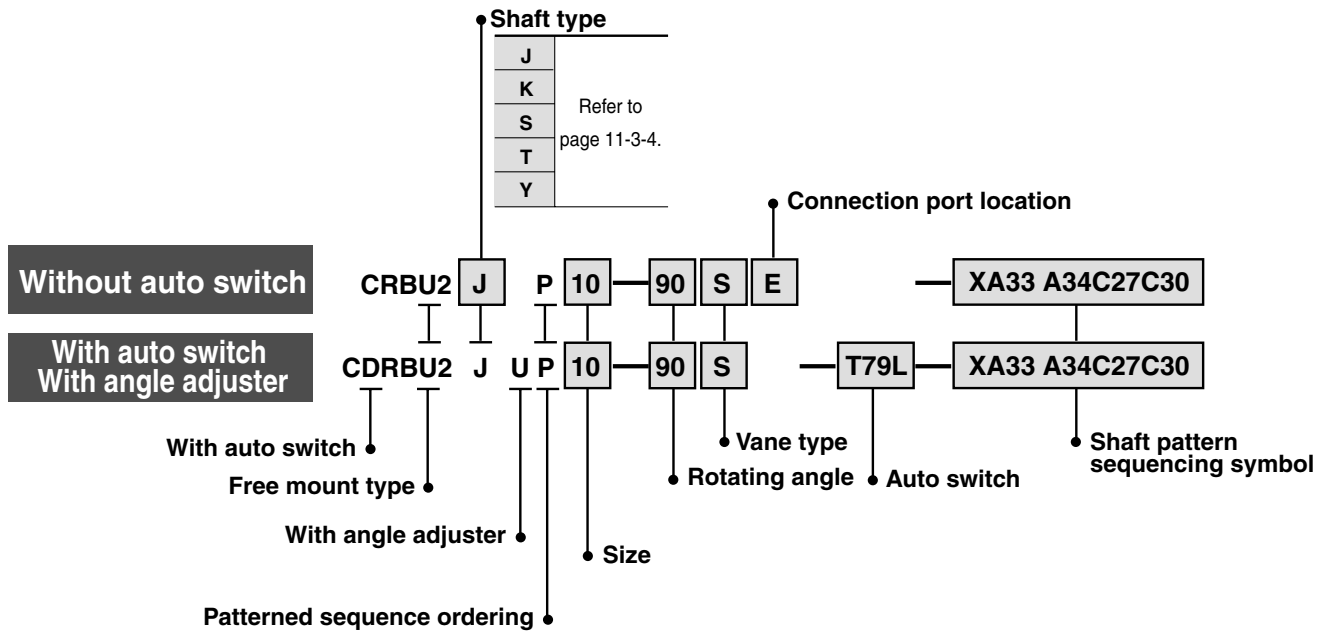 Shaft type
J
K
S
T
Y
Refer to
page 11-3-4.
Connection port location
Without auto switch
CRBU2 J P 10 — 90 S E — XA33 A34C27C30
With auto switch
With angle adjuster
CDRBU2 J U P 10 — 90 S — T79L — XA33 A34C27C30
With auto switch
Free mount type
With angle adjuster
Patterned sequence ordering
Size
Vane type
Rotating angle
Auto switch
Shaft pattern
sequencing symbol